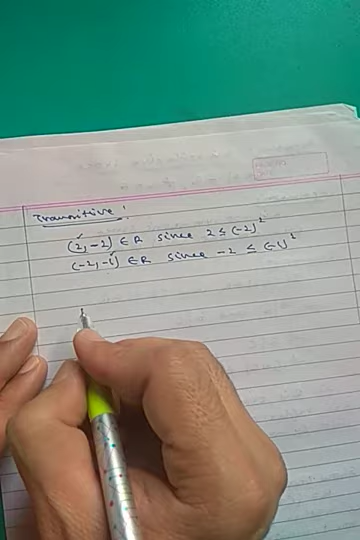 Transitive :
(2, -2) ∈ R since 2 ≤ (-2)²
(-2, -1) ∈ R since -2 ≤ (-1)²